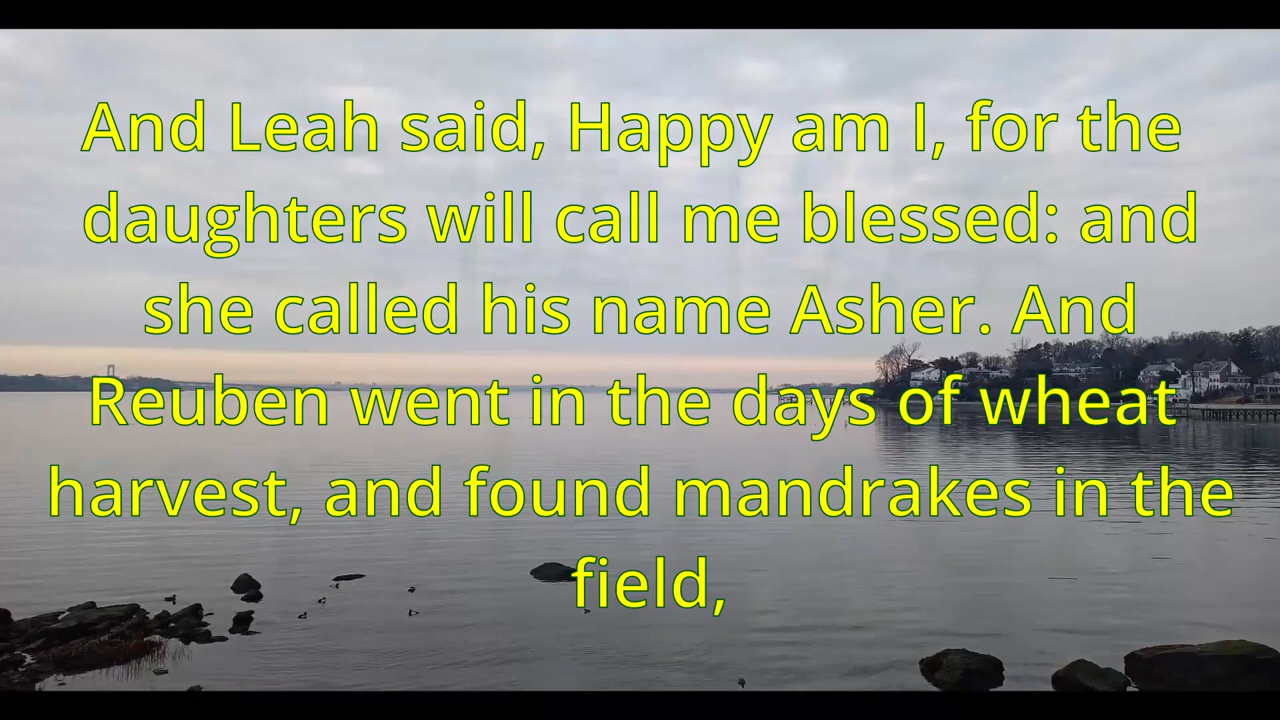 And Leah said, Happy am I, for the
daughters will call me blessed: and
she called his name Asher. And
Reuben went in the days of wheat
harvest, and found mandrakes in the
field,